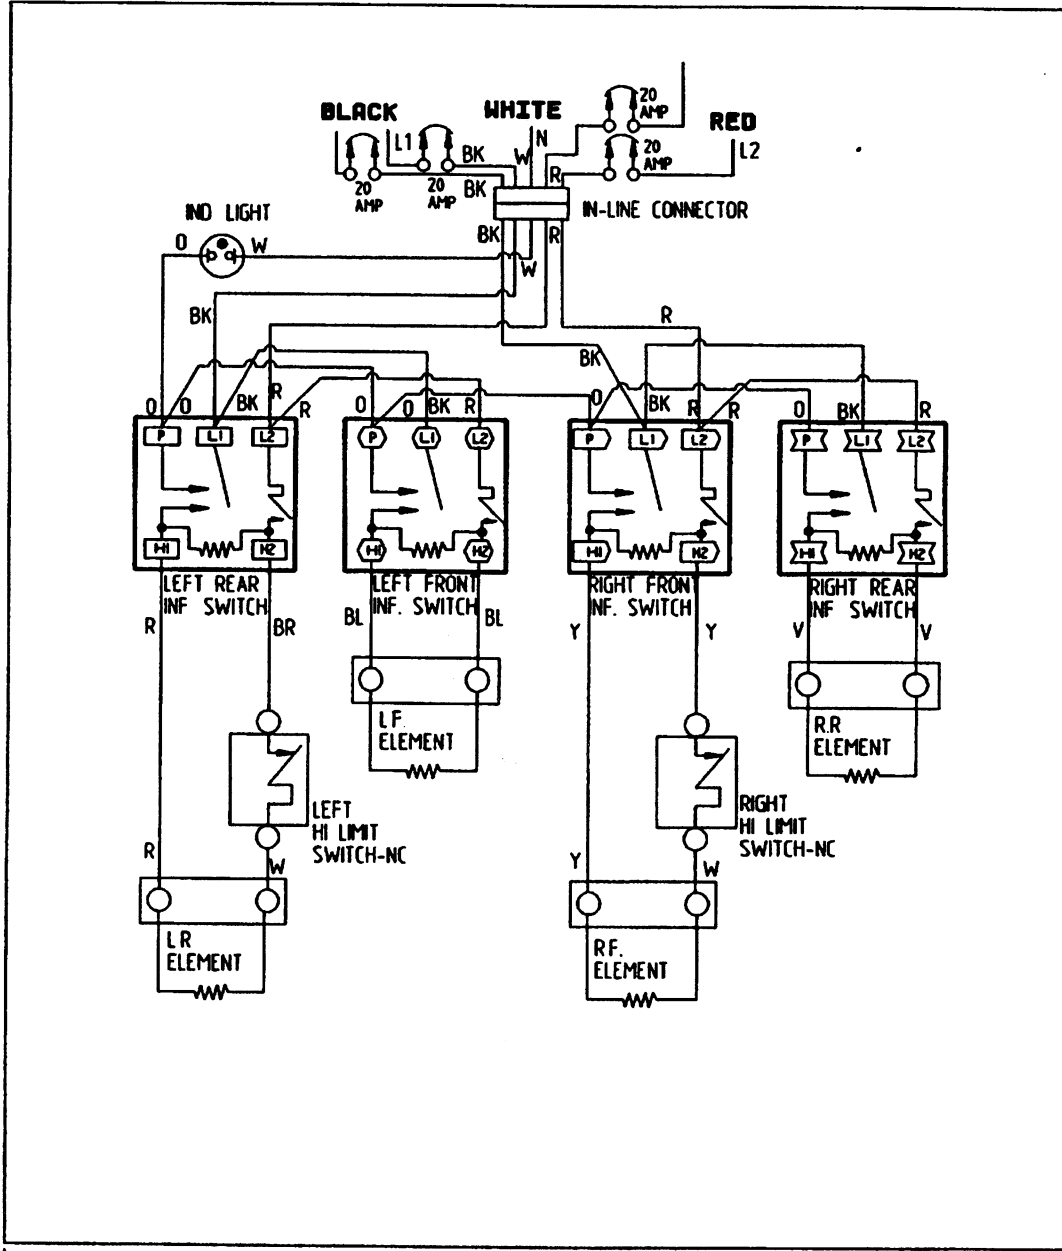 BLACK
WHITE
RED
20
AMP
L1
BK
W
N
20
AMP
L2
20
AMP
20
AMP
BK
R
IND LIGHT
IN-LINE CONNECTOR
O
W
BK
R
W
BK
R
BK
O
O
BK
R
R
O
O
BK
R
O
BK
R
R
O
BK
R
P
L1
L2
P
L1
L2
P
L1
L2
P
L1
L2
H1
H2
H1
H2
H1
H2
H1
H2
LEFT REAR
INF SWITCH
LEFT FRONT
INF. SWITCH
RIGHT FRONT
INF. SWITCH
RIGHT REAR
INF SWITCH
R
BR
BL
BL
Y
Y
V
V
L F.
ELEMENT
R.R
ELEMENT
LEFT
HI LIMIT
SWITCH-NC
RIGHT
HI LIMIT
SWITCH-NC
R
W
Y
W
L R
ELEMENT
R F.
ELEMENT